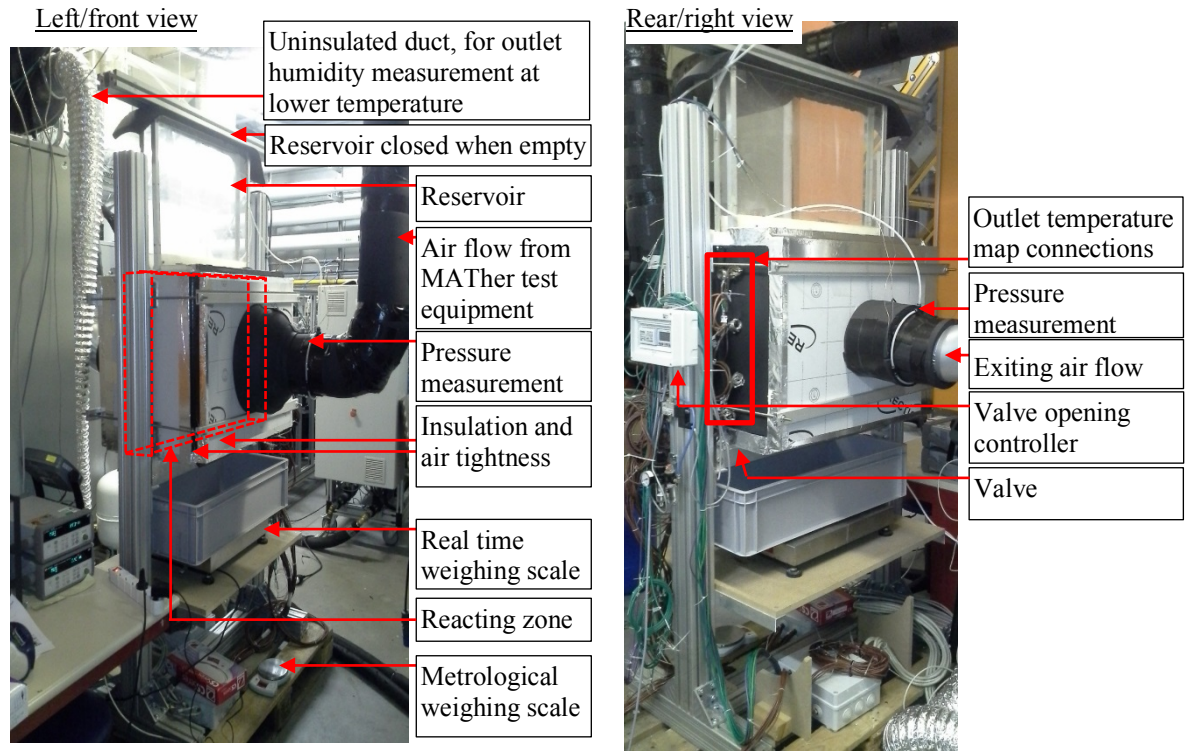 Left/front view
Uninsulated duct, for outlet
humidity measurement at
lower temperature
Reservoir closed when empty
Reservoir
Air flow from
MATher test
equipment
Pressure
measurement
Insulation and
air tightness
Real time
weighing scale
Reacting zone
Metrological
weighing scale
Rear/right view
Outlet temperature
map connections
Pressure
measurement
Exiting air flow
Valve opening
controller
Valve